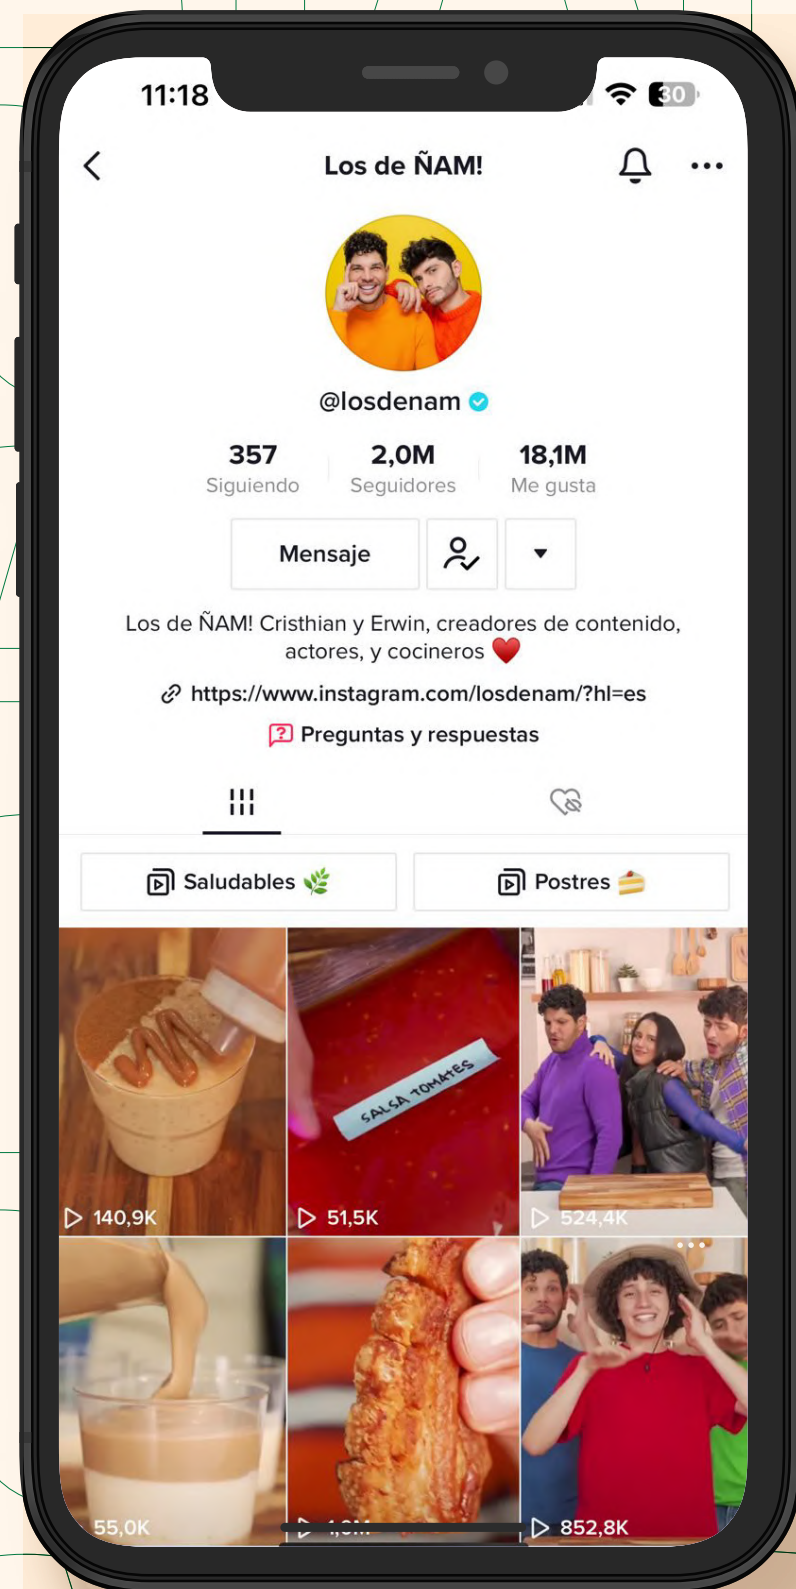 11:18
30
Los de ÑAM!
@losdenam
357
2,0M
18,1M
Siguiendo
Seguidores
Me gusta
Mensaje
Los de ÑAM! Cristhian y Erwin, creadores de contenido,
actores, y cocineros ♥️
https://www.instagram.com/losdenam/?hl=es
Preguntas y respuestas
Saludables 🌿
Postres 🍰
SALSA TOMATES
140,9K
51,5K
524,4K
55,0K
852,8K